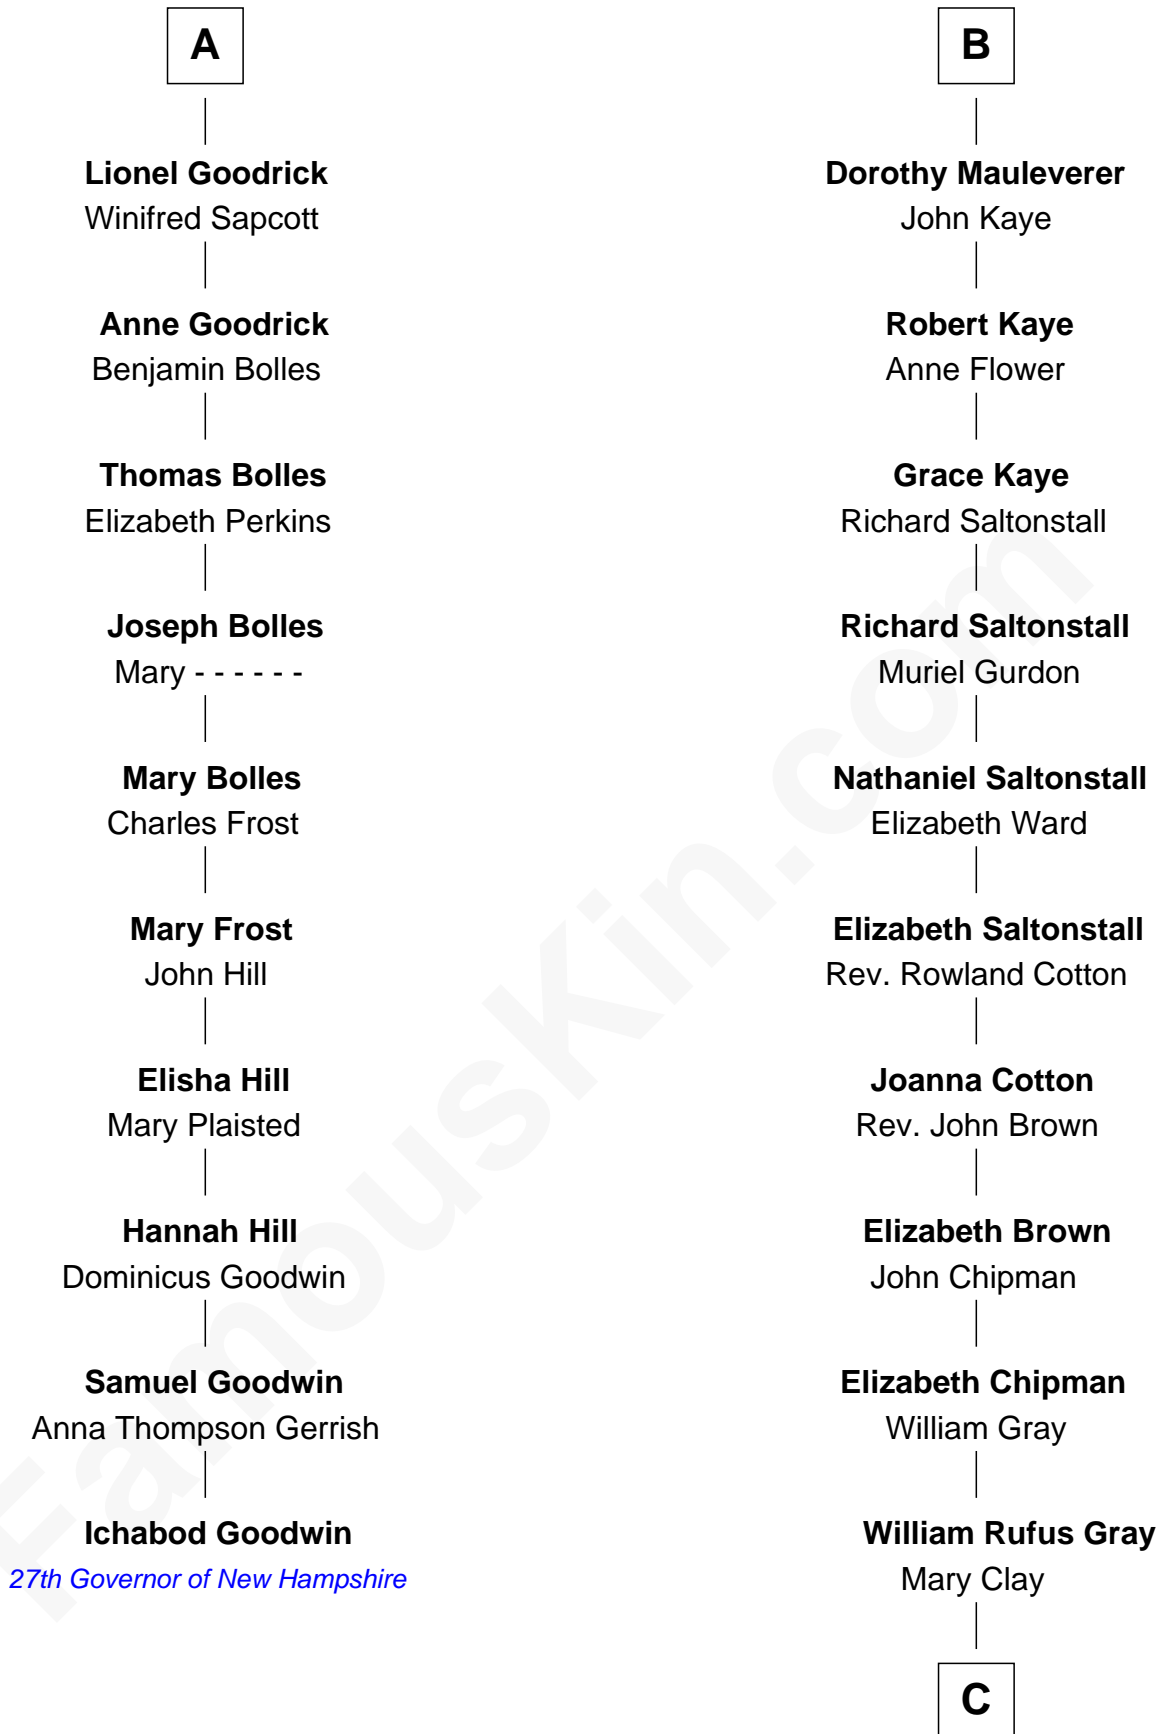 A
Lionel Goodrick
Winifred Sapcott
Anne Goodrick
Benjamin Bolles
Thomas Bolles
Elizabeth Perkins
Joseph Bolles
Mary - - - - - -
Mary Bolles
Charles Frost
Mary Frost
John Hill
Elisha Hill
Mary Plaisted
Hannah Hill
Dominicus Goodwin
Samuel Goodwin
Anna Thompson Gerrish
Ichabod Goodwin
27th Governor of New Hampshire
B
Dorothy Mauleverer
John Kaye
Robert Kaye
Anne Flower
Grace Kaye
Richard Saltonstall
Richard Saltonstall
Muriel Gurdon
Nathaniel Saltonstall
Elizabeth Ward
Elizabeth Saltonstall
Rev. Rowland Cotton
Joanna Cotton
Rev. John Brown
Elizabeth Brown
John Chipman
Elizabeth Chipman
William Gray
William Rufus Gray
Mary Clay
C
FamousKin.com